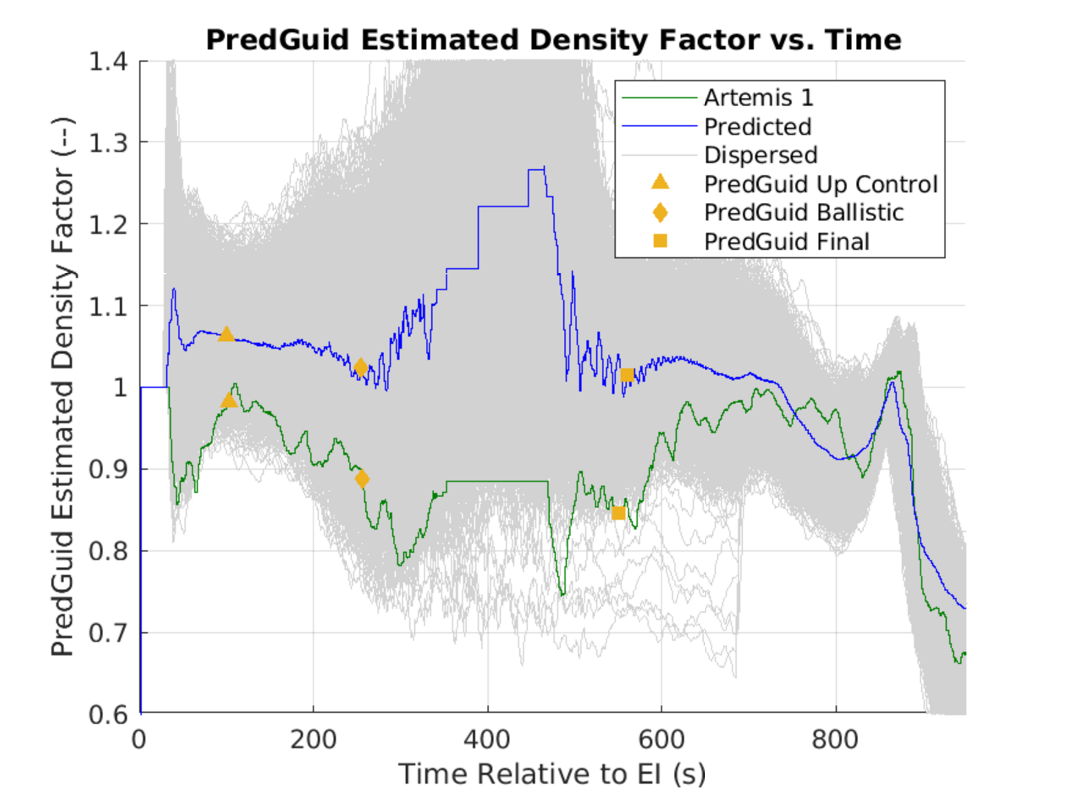 PredGuid Estimated Density Factor vs. Time
PredGuid Estimated Density Factor (--)
1.4
1.3
1.2
1.1
1
0.9
0.8
0.7
0.6
Artemis 1
Predicted
Dispersed
PredGuid Up Control
PredGuid Ballistic
PredGuid Final
0 200 400 600 800
Time Relative to EI (s)